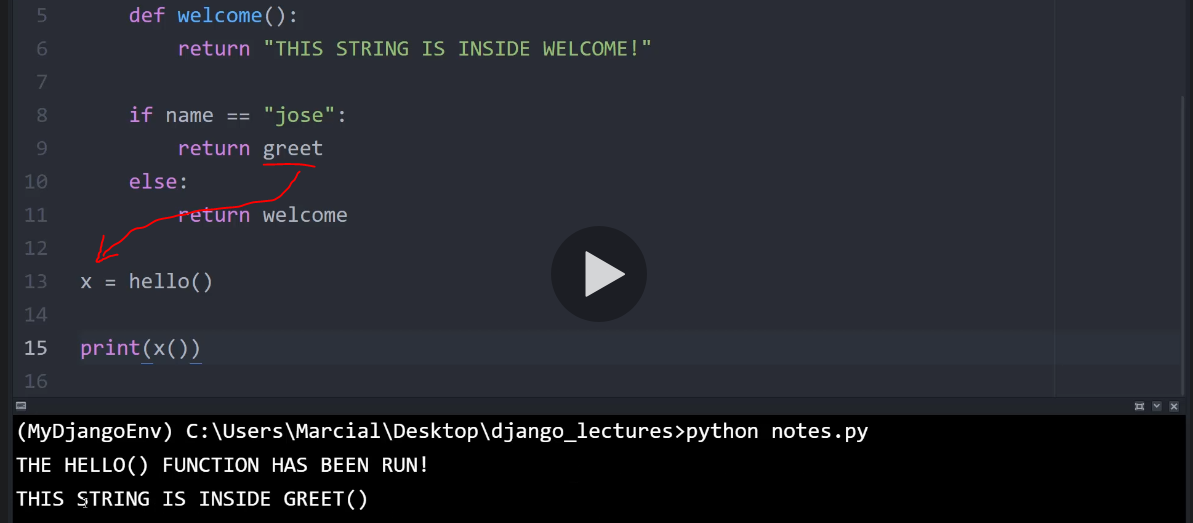 5 def welcome():
6 return "THIS STRING IS INSIDE WELCOME!"
7
8 if name == "jose":
9 return greet
10 else:
11 return welcome
12
13 x = hello()
14
15 print(x())
16
(MyDjangoEnv) C:\Users\Marcial\Desktop\django_lectures>python notes.py
THE HELLO() FUNCTION HAS BEEN RUN!
THIS STRING IS INSIDE GREET()